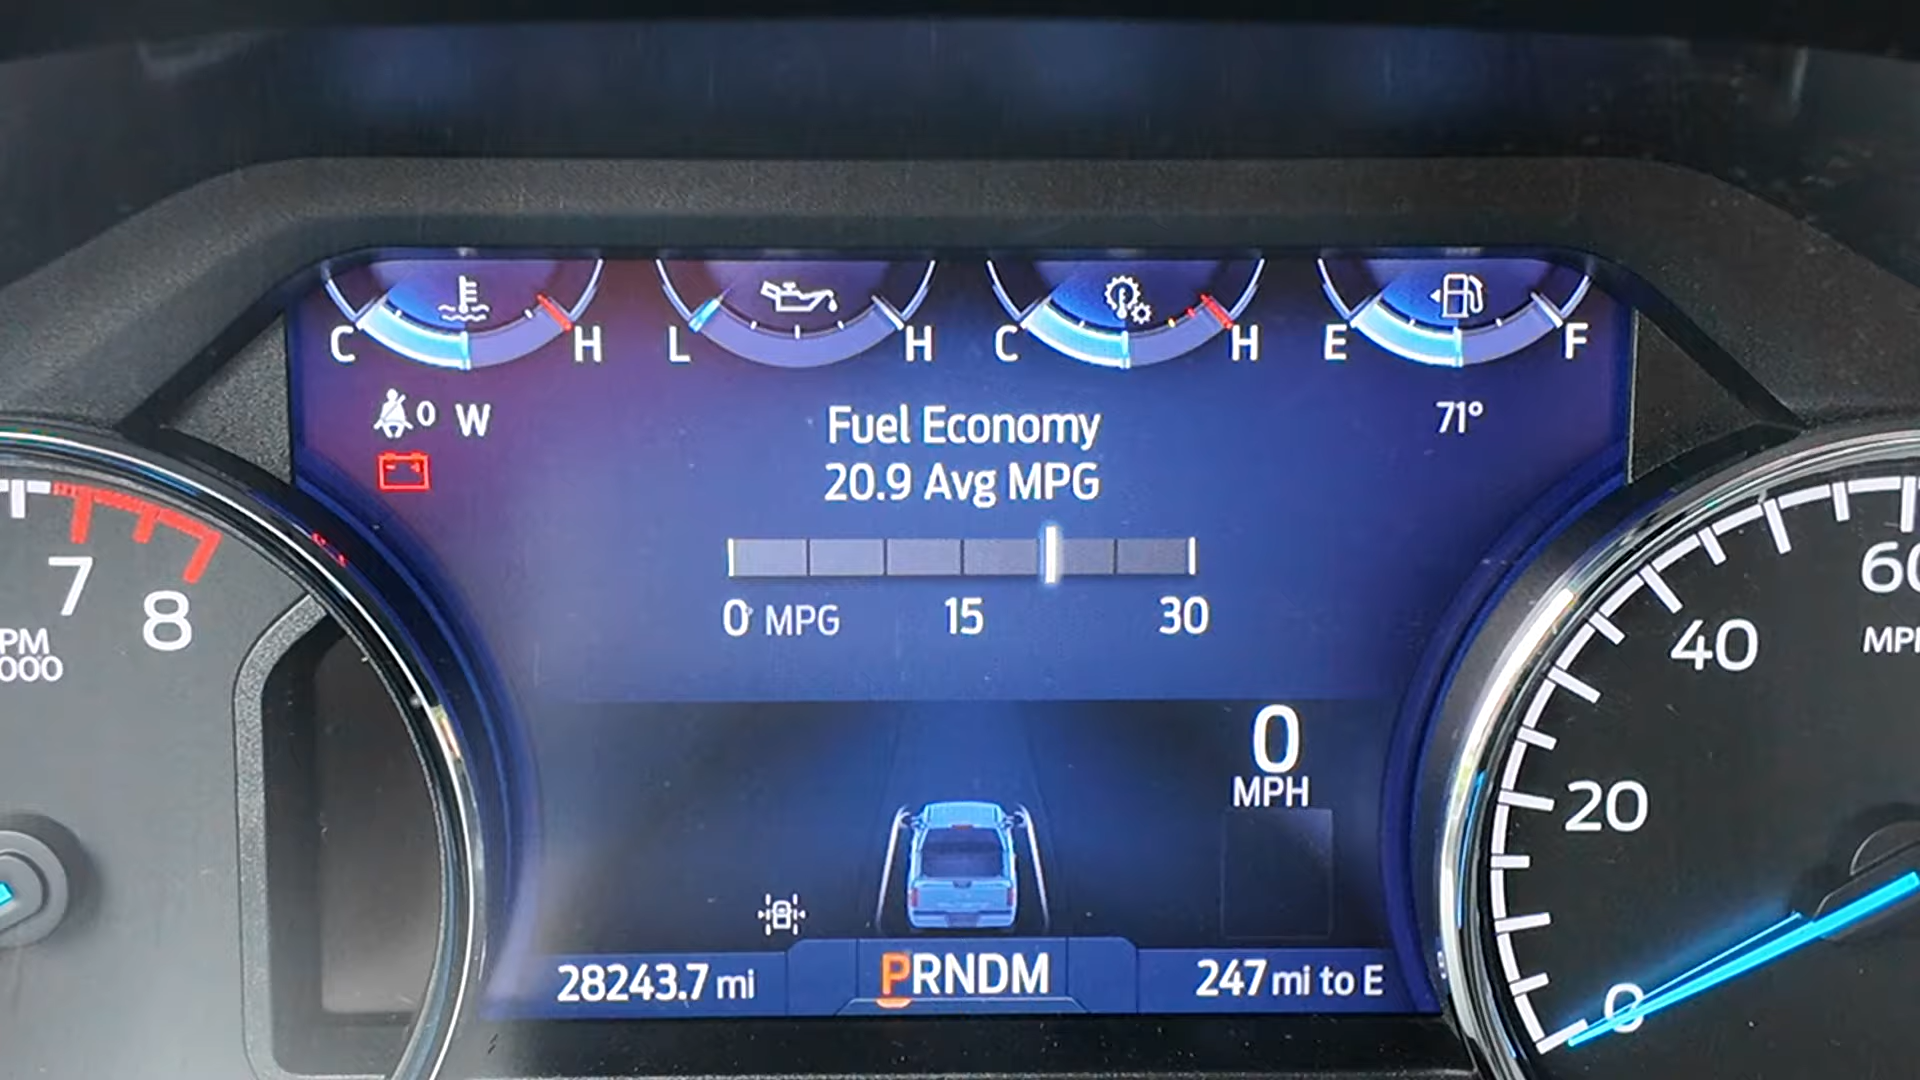 C H L H C H E F
0 W
71°
Fuel Economy
20.9 Avg MPG
0 MPG 15 30
7
8
PM
000
0
MPH
60
MPH
40
20
0
28243.7 mi
PRNDM
247 mi to E